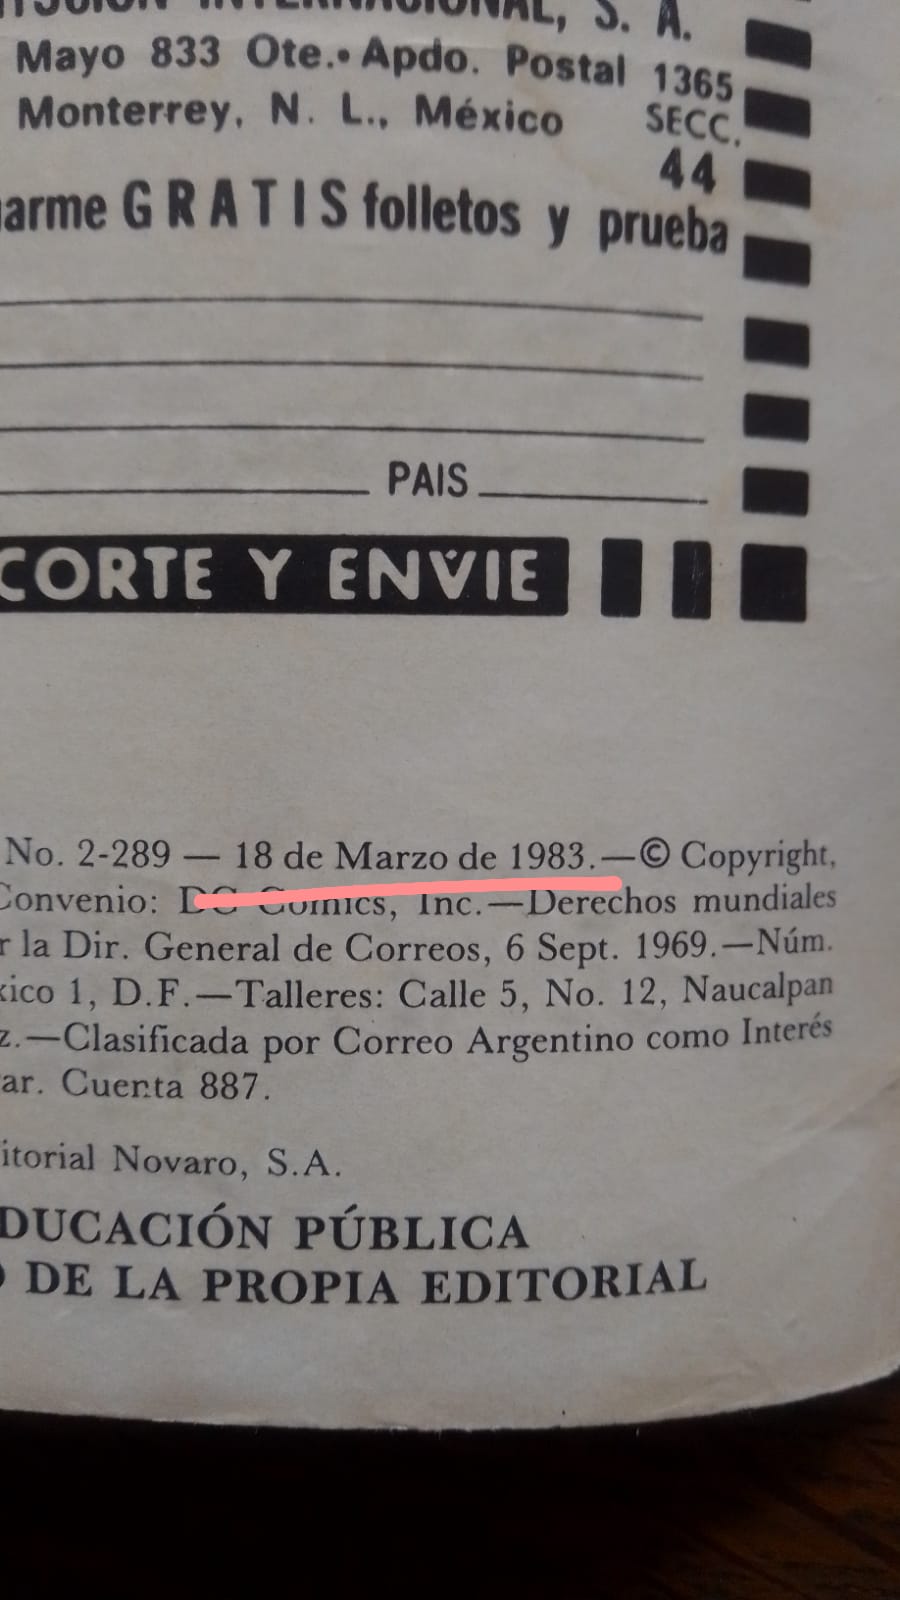 INTERNACIONAL, S. A.
Mayo 833 Ote.• Apdo. Postal 1365
Monterrey, N. L., México SECC.
44
arme GRATIS folletos y prueba
PAIS
CORTE Y ENVIE
No. 2-289 — 18 de Marzo de 1983.—© Copyright,
Convenio: DC Comics, Inc.—Derechos mundiales
r la Dir. General de Correos, 6 Sept. 1969.—Núm.
xico 1, D.F.—Talleres: Calle 5, No. 12, Naucalpan
z.—Clasificada por Correo Argentino como Interés
ar. Cuenta 887.
itorial Novaro, S.A.
DUCACIÓN PÚBLICA
DE LA PROPIA EDITORIAL